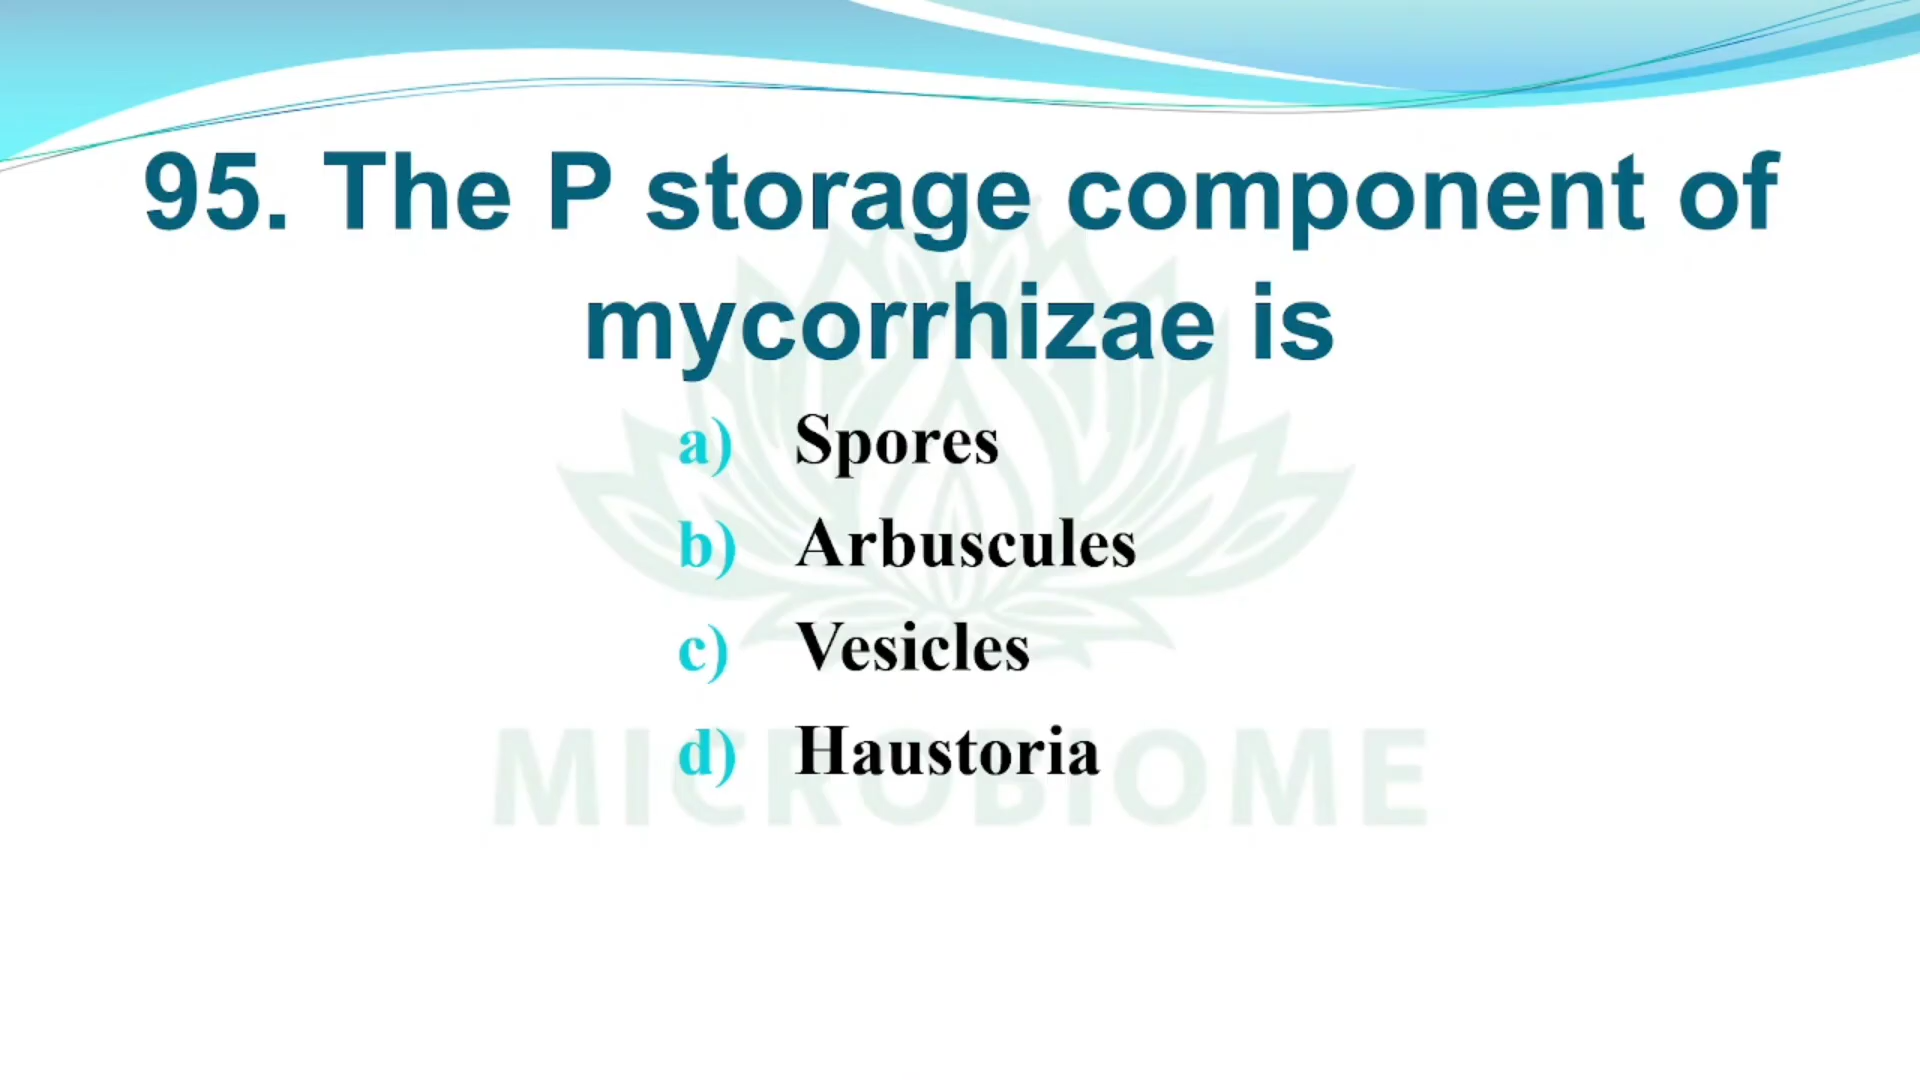 95. The P storage component of
mycorrhizae is
a) Spores
b) Arbuscules
c) Vesicles
d) Haustoria
MICROBIOME